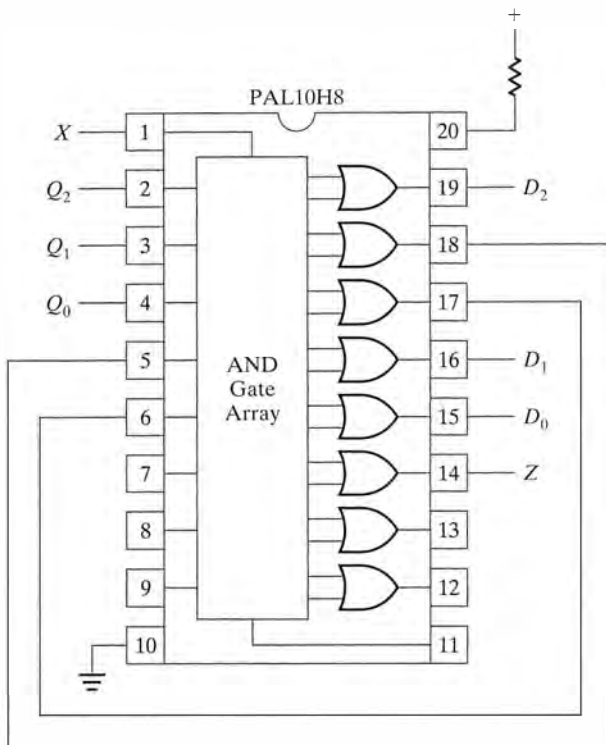 +
PAL10H8
X 1 20
Q2 2 19 D2
Q1 3 18
Q0 4 17
5 16 D1
6 15 D0
7 14 Z
8 13
9 12
10 11
AND
Gate
Array